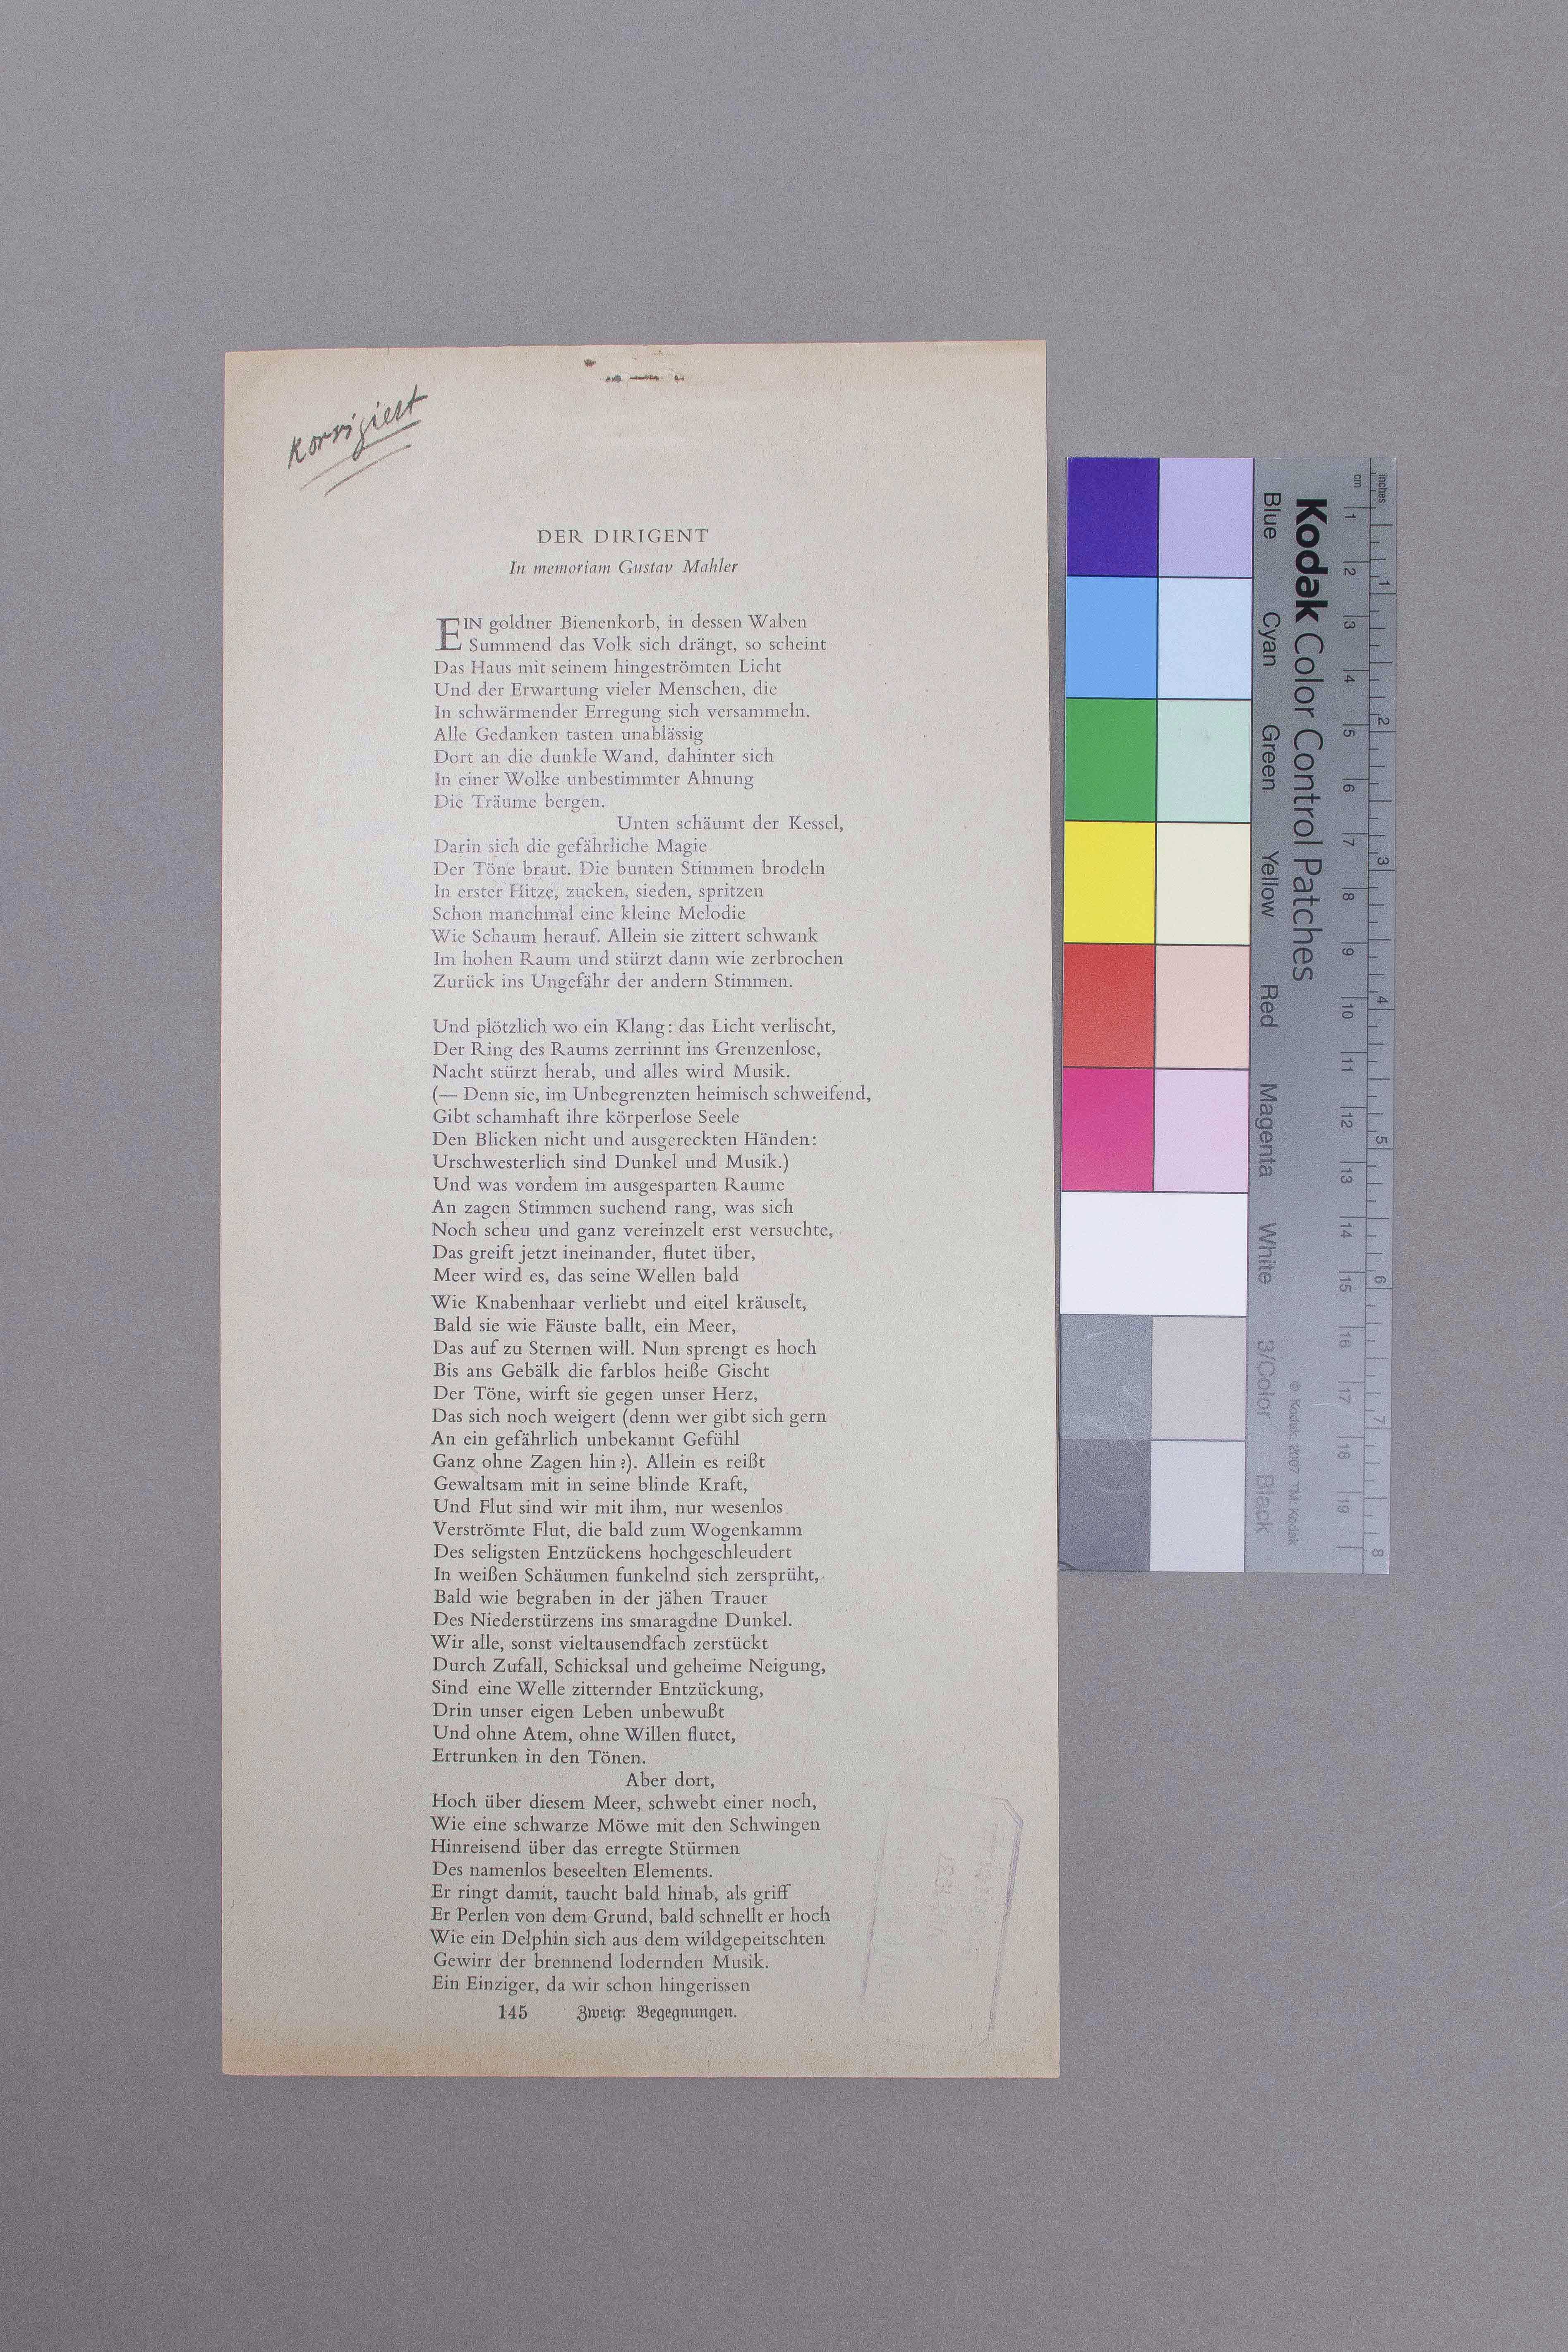 korrigiert
DER DIRIGENT
In memoriam Gustav Mahler
EIN goldner Bienenkorb, in dessen Waben
Summend das Volk sich drängt, so scheint
Das Haus mit seinem hingeströmten Licht
Und der Erwartung vieler Menschen, die
In schwärmender Erregung sich versammeln.
Alle Gedanken tasten unablässig
Dort an die dunkle Wand, dahinter sich
In einer Wolke unbestimmter Ahnung
Die Träume bergen.
Unten schäumt der Kessel,
Darin sich die gefährliche Magie
Der Töne braut. Die bunten Stimmen brodeln
In erster Hitze, zucken, sieden, spritzen
Schon manchmal eine kleine Melodie
Wie Schaum herauf. Allein sie zittert schwank
Im hohen Raum und stürzt dann wie zerbrochen
Zurück ins Ungefähr der andern Stimmen.
Und plötzlich wo ein Klang: das Licht verlischt,
Der Ring des Raums zerrinnt ins Grenzenlose,
Nacht stürzt herab, und alles wird Musik.
(— Denn sie, im Unbegrenzten heimisch schweifend,
Gibt schamhaft ihre körperlose Seele
Den Blicken nicht und ausgereckten Händen:
Urschwesterlich sind Dunkel und Musik.)
Und was vordem im ausgesparten Raume
An zagen Stimmen suchend rang, was sich
Noch scheu und ganz vereinzelt erst versuchte,
Das greift jetzt ineinander, flutet über,
Meer wird es, das seine Wellen bald
Wie Knabenhaar verliebt und eitel kräuselt,
Bald sie wie Fäuste ballt, ein Meer,
Das auf zu Sternen will. Nun sprengt es hoch
Bis ans Gebälk die farblos heiße Gischt
Der Töne, wirft sie gegen unser Herz,
Das sich noch weigert (denn wer gibt sich gern
An ein gefährlich unbekannt Gefühl
Ganz ohne Zagen hin?). Allein es reißt
Gewaltsam mit in seine blinde Kraft,
Und Flut sind wir mit ihm, nur wesenlos
Verströmte Flut, die bald zum Wogenkamm
Des seligsten Entzückens hochgeschleudert
In weißen Schäumen funkelnd sich zersprüht,
Bald wie begraben in der jähen Trauer
Des Niederstürzens ins smaragdne Dunkel.
Wir alle, sonst vieltausendfach zerstückt
Durch Zufall, Schicksal und geheime Neigung,
Sind eine Welle zitternder Entzückung,
Drin unser eigen Leben unbewußt
Und ohne Atem, ohne Willen flutet,
Ertrunken in den Tönen.
Aber dort,
Hoch über diesem Meer, schwebt einer noch,
Wie eine schwarze Möwe mit den Schwingen
Hinreisend über das erregte Stürmen
Des namenlos beseelten Elements.
Er ringt damit, taucht bald hinab, als griff
Er Perlen von dem Grund, bald schnellt er hoch
Wie ein Delphin sich aus dem wildgepeitschten
Gewirr der brennend lodernden Musik.
Ein Einziger, da wir schon hingerissen
145 Zweig: Begegnungen.
Kodak Color Control Patches
Blue Cyan Green Yellow Red Magenta White 3/Color Black
© Kodak, 2007 TM: Kodak
cm 1 2 3 4 5 6 7 8 9 10 11 12 13 14 15 16 17 18 19
inches 1 2 3 4 5 6 7 8